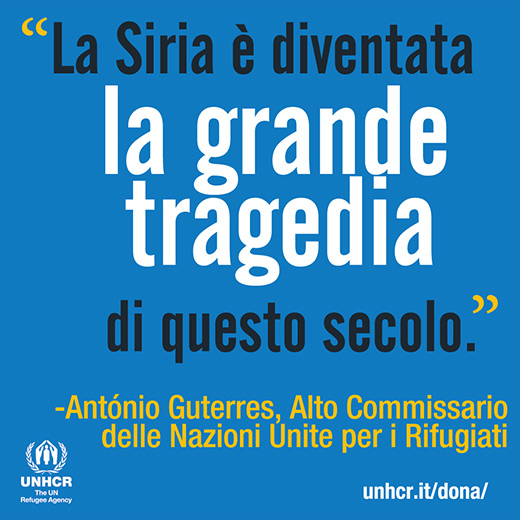 “La Siria è diventata
la grande
tragedia
di questo secolo.”
-António Guterres, Alto Commissario
delle Nazioni Unite per i Rifugiati
UNHCR
The UN
Refugee Agency
unhcr.it/dona/